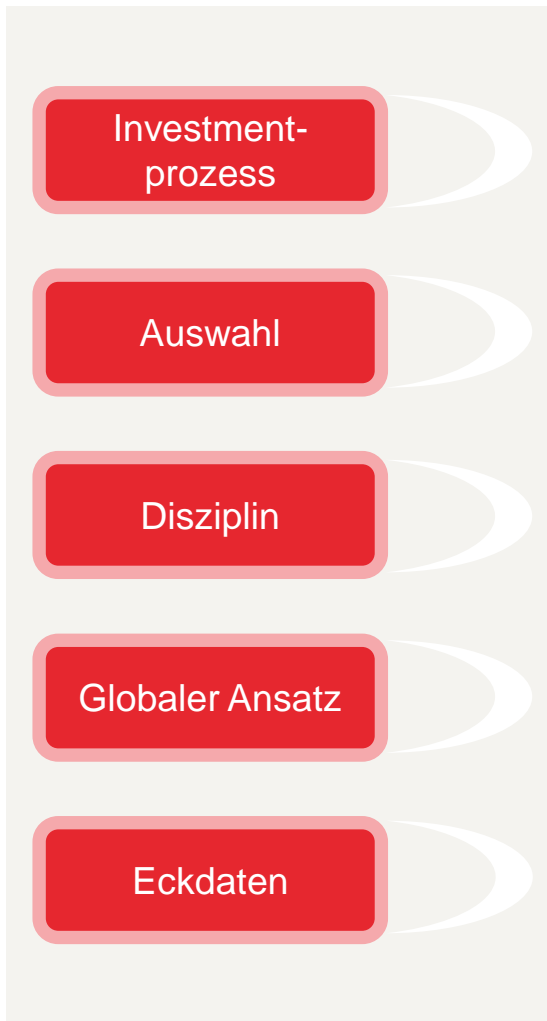 Investment-
prozess
Auswahl
Disziplin
Globaler Ansatz
Eckdaten